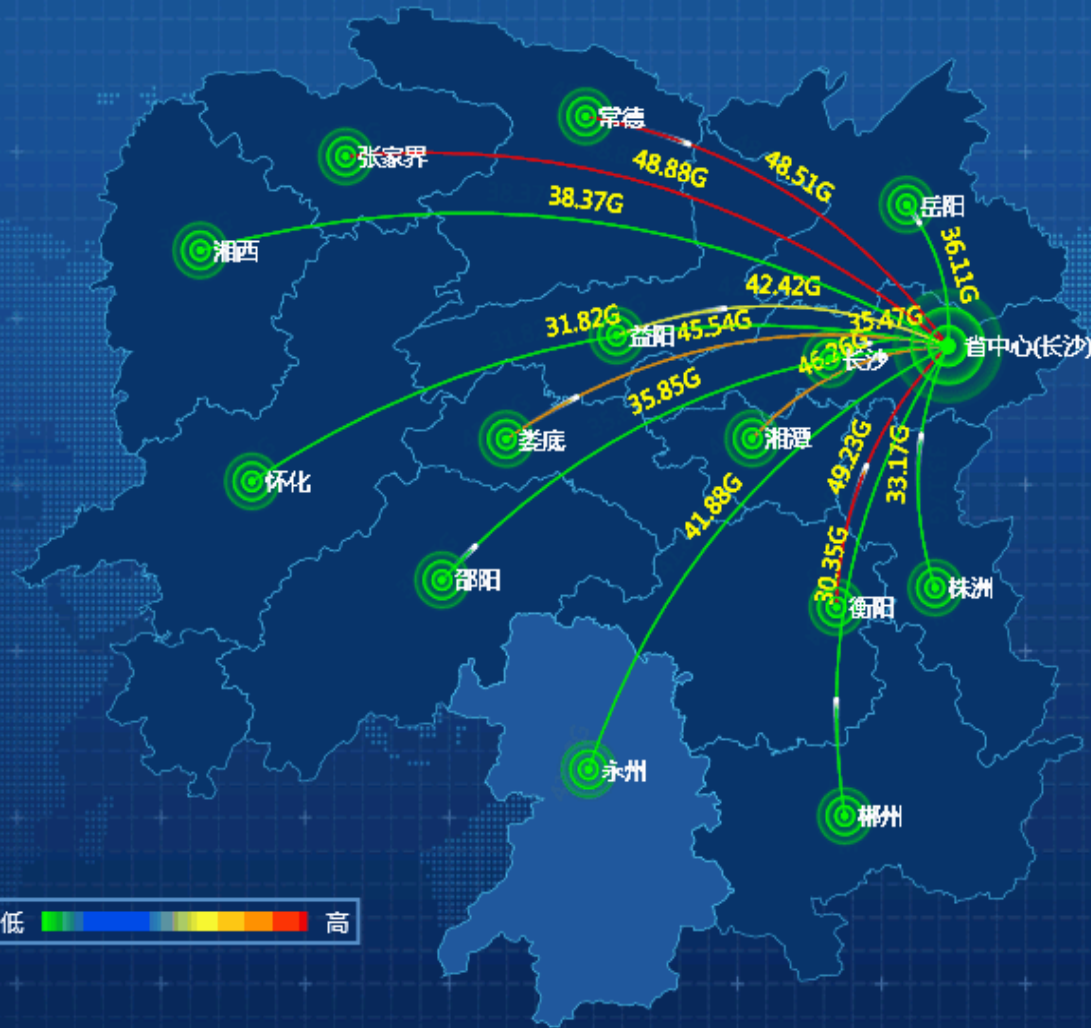 常德
张家界
48.88G
48.51G
38.37G
岳阳
湘西
36.11G
42.42G
31.82G
益阳
45.54G
35.47G
46.26G
长沙
省中心(长沙)
35.85G
娄底
湘潭
49.23G
33.17G
怀化
41.88G
30.35G
邵阳
株洲
衡阳
永州
郴州
低
高